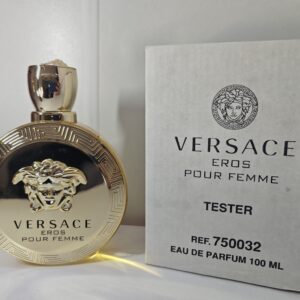 VERSACE
EROS
POUR FEMME
VERSACE
EROS
POUR FEMME
TESTER
REF. 750032
EAU DE PARFUM 100 ML